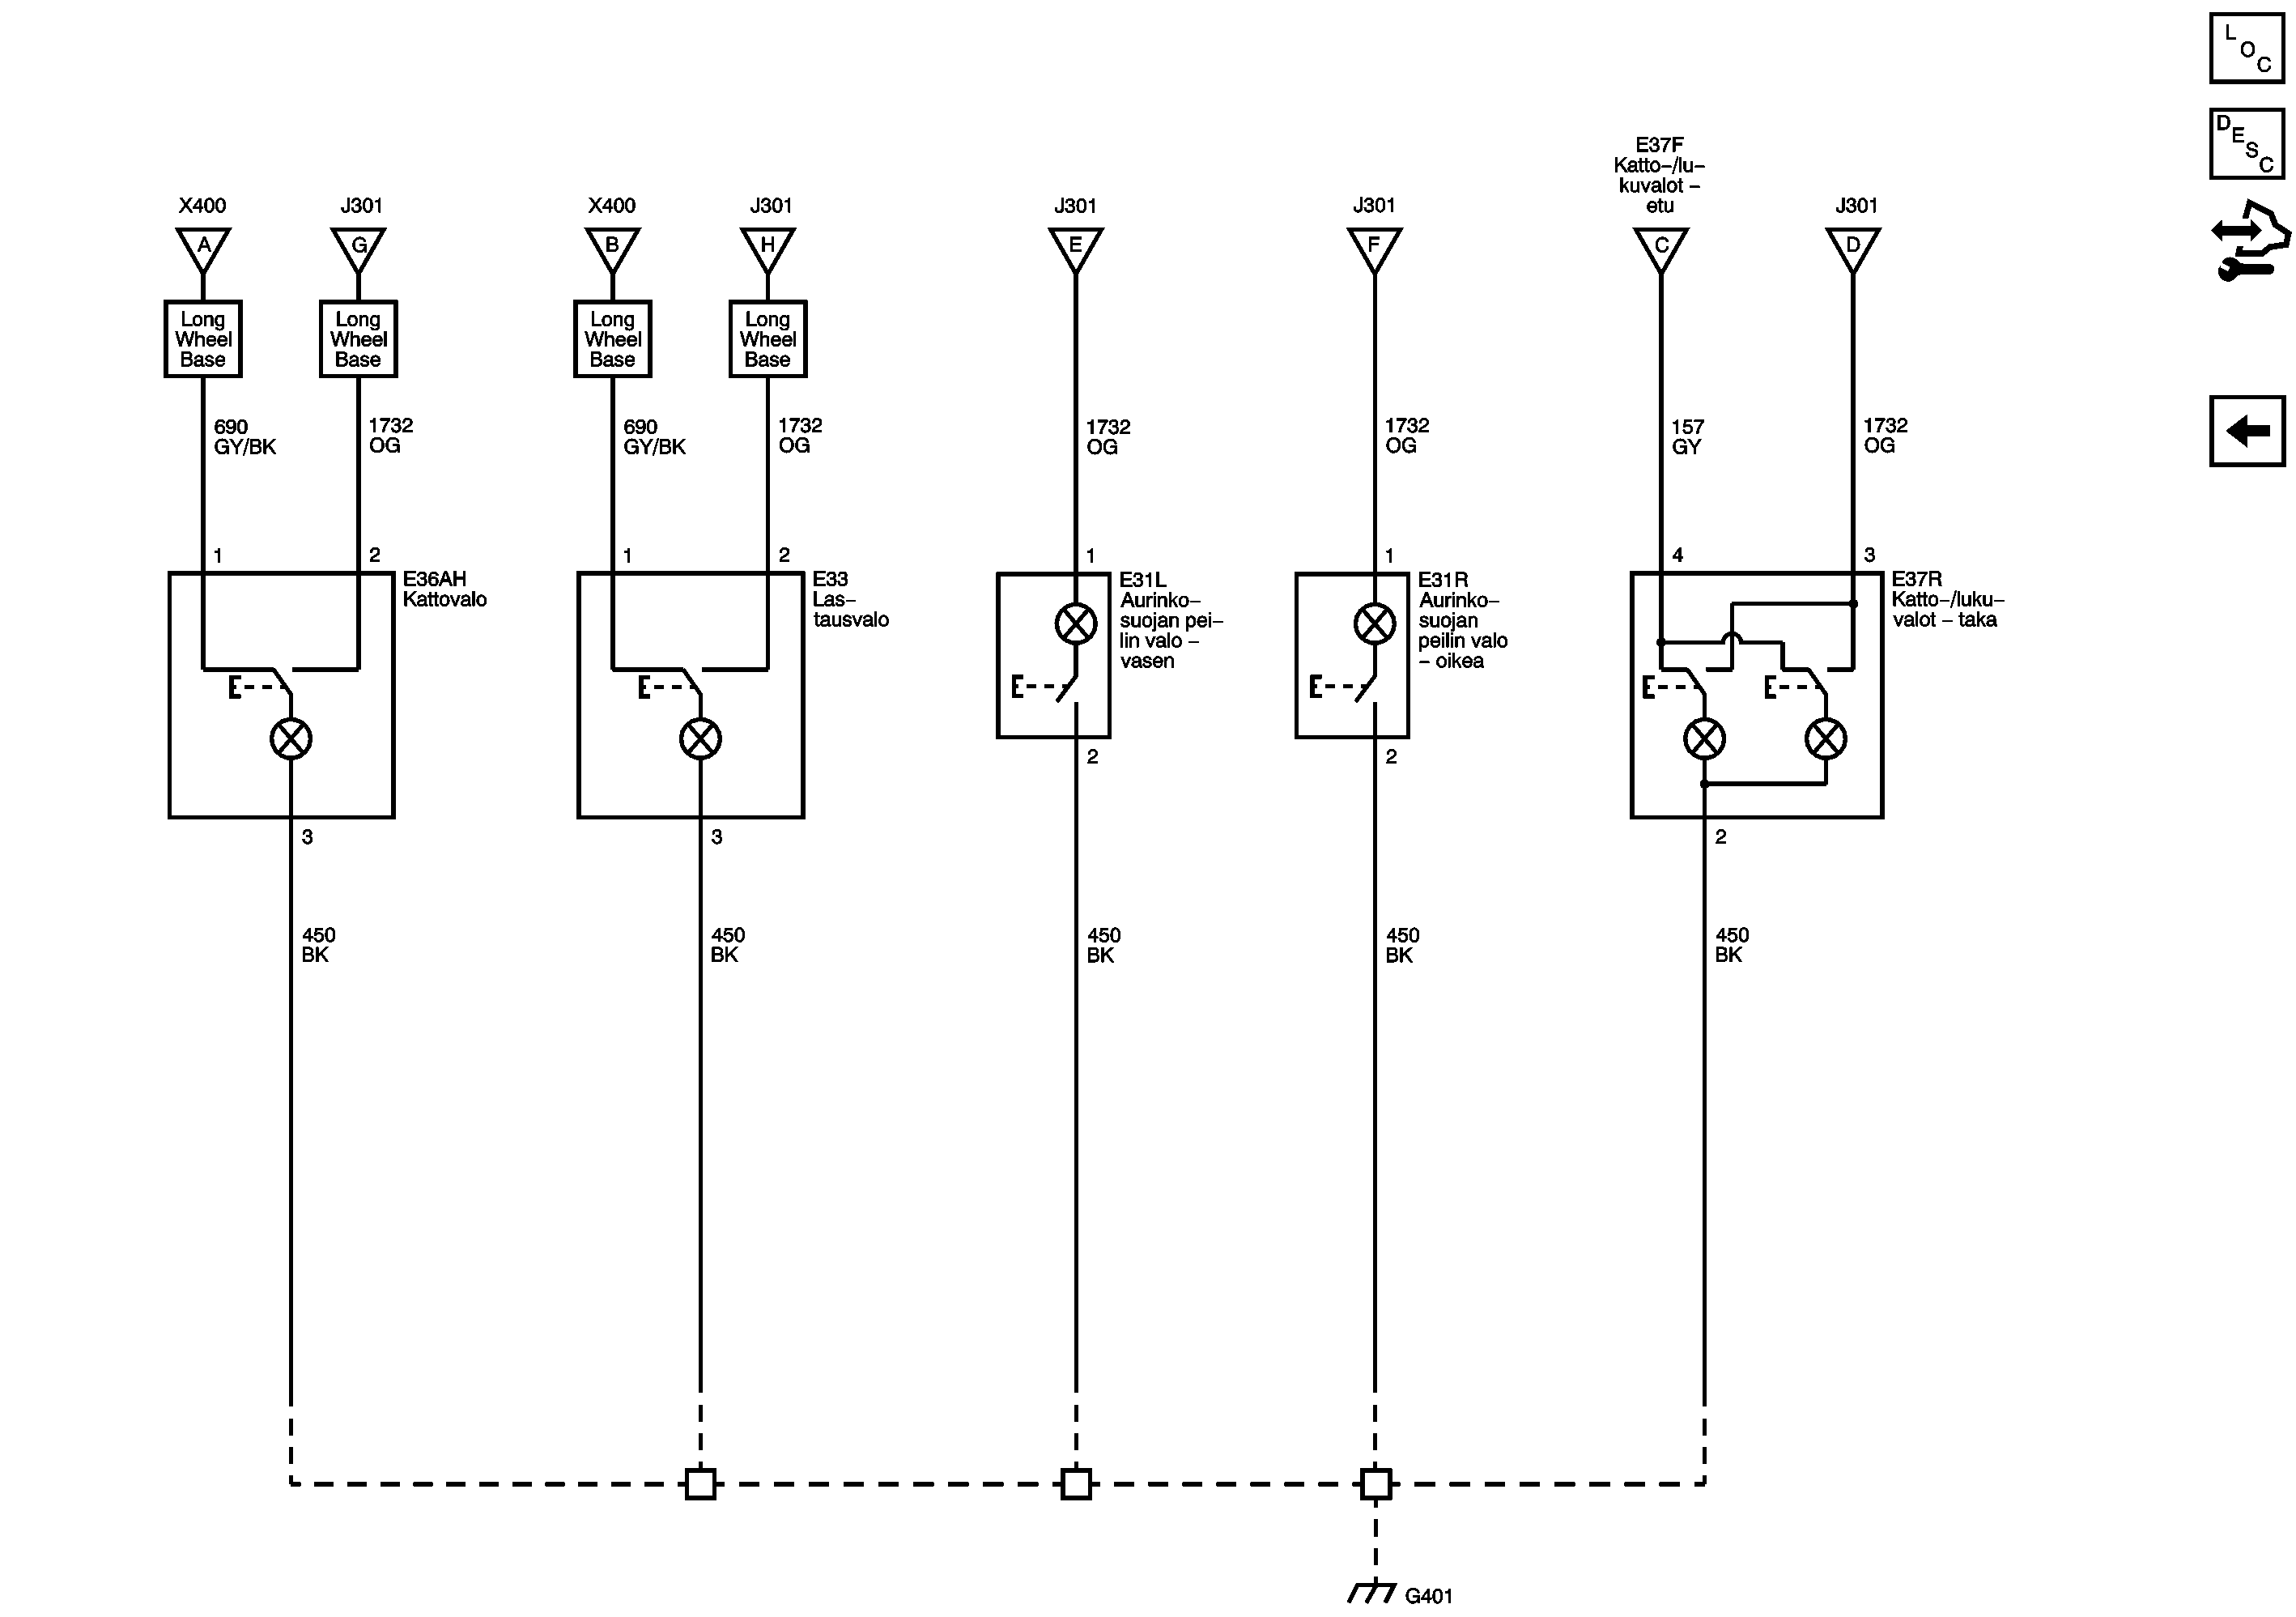 L
O
C
D
E
S
C
E37F
Katto–/lu–
kuvalot –
etu
X400
J301
X400
J301
J301
J301
J301
A
G
B
H
E
F
C
D
Long
Wheel
Base
Long
Wheel
Base
Long
Wheel
Base
Long
Wheel
Base
690
GY/BK
1732
OG
690
GY/BK
1732
OG
1732
OG
1732
OG
157
GY
1732
OG
1
2
1
2
1
1
4
3
E36AH
Kattovalo
E33
Las–
tausvalo
E31L
Aurinko–
suojan pei–
lin valo –
vasen
E31R
Aurinko–
suojan
peilin valo
– oikea
E37R
Katto–/luku–
valot – taka
2
2
3
3
2
450
BK
450
BK
450
BK
450
BK
450
BK
G401